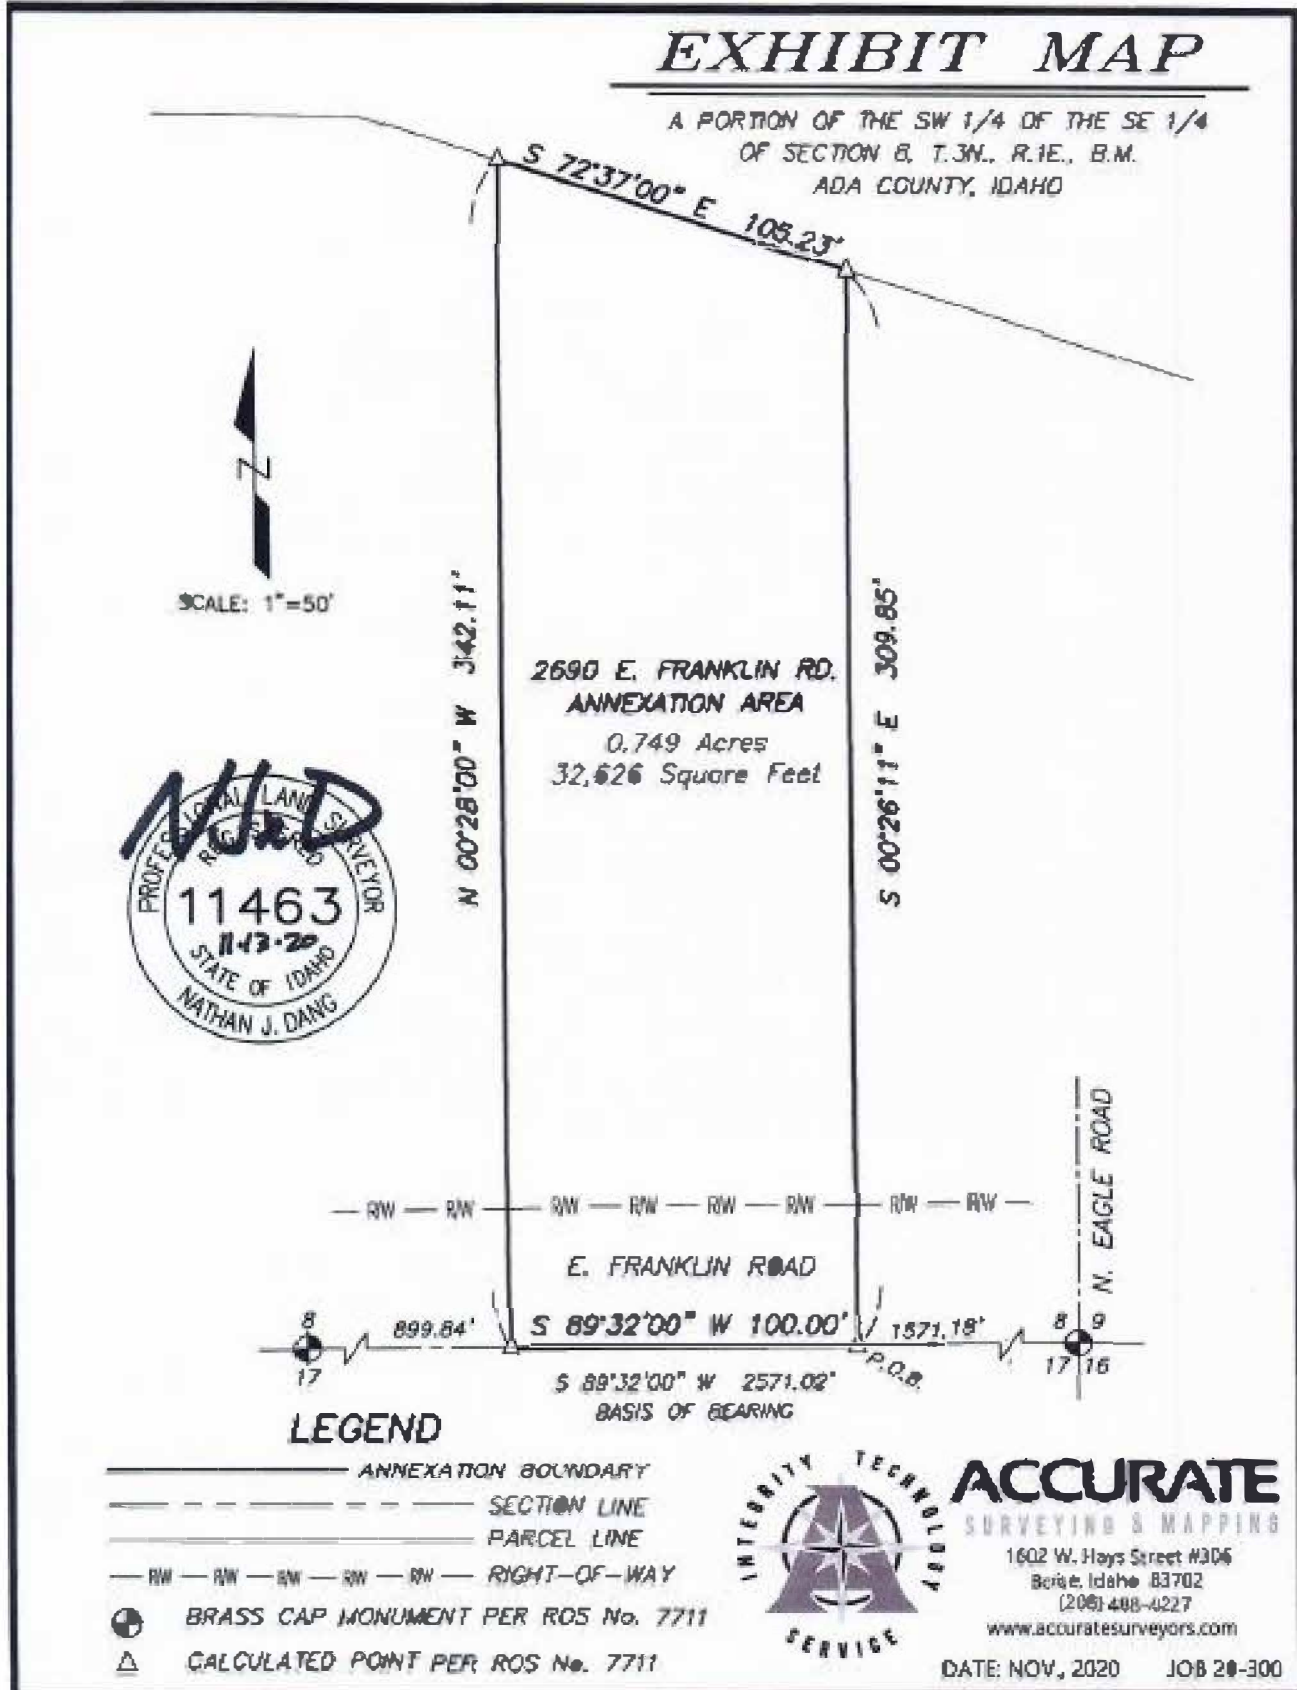 EXHIBIT MAP
A PORTION OF THE SW 1/4 OF THE SE 1/4
OF SECTION 8, T.3N., R.1E., B.M.
ADA COUNTY, IDAHO
S 72°37'00" E 105.23'
N
SCALE: 1"=50'
N 00°28'00" W 342.11'
S 00°26'11" E 309.85'
2690 E. FRANKLIN RD.
ANNEXATION AREA
0.749 Acres
32,626 Square Feet
PROFESSIONAL LAND SURVEYOR
REGISTERED
11463
11-13-20
STATE OF IDAHO
NATHAN J. DANG
N. EAGLE ROAD
R/W R/W R/W R/W R/W R/W R/W R/W
E. FRANKLIN ROAD
8
17
899.84'
S 89°32'00" W 100.00'
1571.18'
8 9
17 16
P.O.B.
S 89°32'00" W 2571.02'
BASIS OF BEARING
LEGEND
ANNEXATION BOUNDARY
SECTION LINE
PARCEL LINE
R/W R/W R/W R/W R/W RIGHT-OF-WAY
BRASS CAP MONUMENT PER ROS No. 7711
CALCULATED POINT PER ROS No. 7711
INTEGRITY TECHNOLOGY
SERVICE
ACCURATE
SURVEYING & MAPPING
1602 W. Hays Street #306
Boise, Idaho 83702
(208) 488-4227
www.accuratesurveyors.com
DATE: NOV, 2020 JOB 20-300